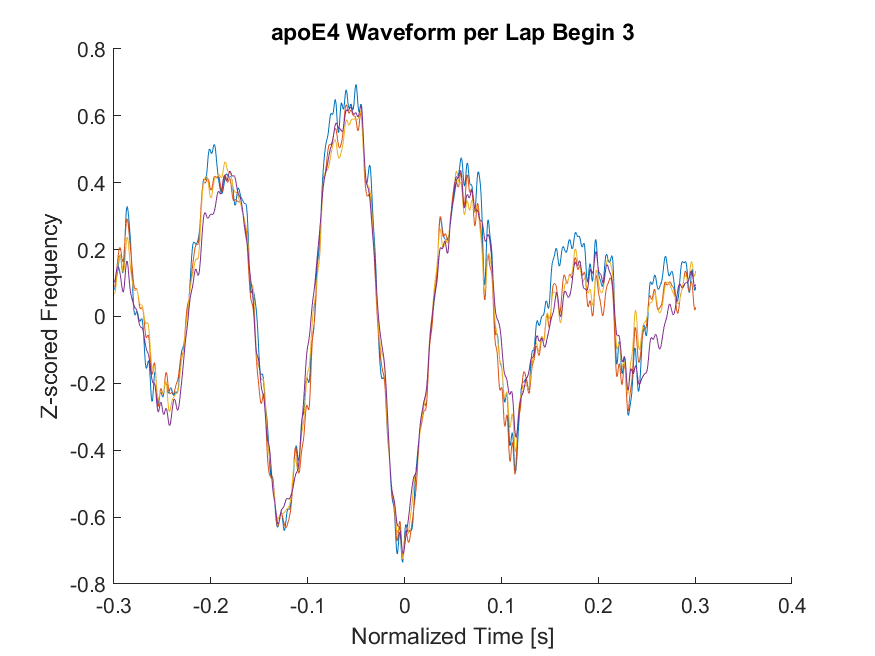 apoE4 Waveform per Lap Begin 3
0.8
0.6
0.4
0.2
0
-0.2
-0.4
-0.6
-0.8
Z-scored Frequency
-0.3 -0.2 -0.1 0 0.1 0.2 0.3 0.4
Normalized Time [s]